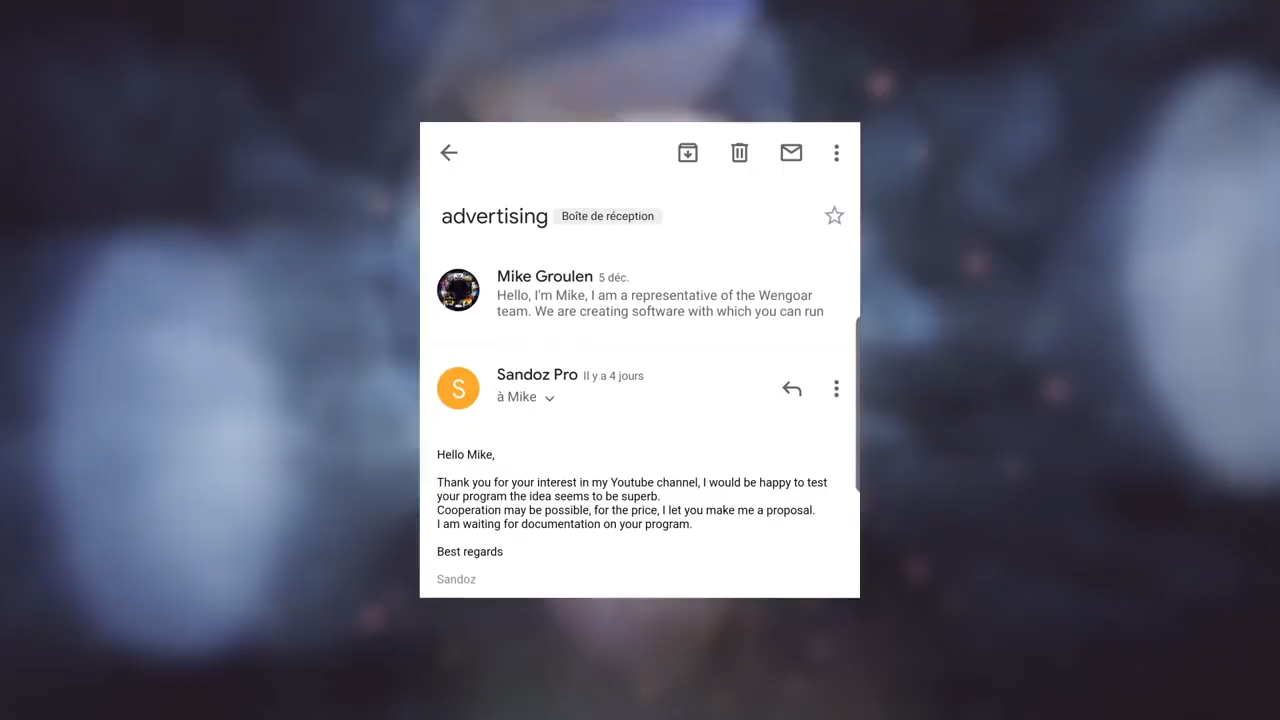 advertising Boîte de réception
Mike Groulen 5 déc.
Hello, I'm Mike, I am a representative of the Wengoar
team. We are creating software with which you can run
S
Sandoz Pro Il y a 4 jours
à Mike
Hello Mike,
Thank you for your interest in my Youtube channel, I would be happy to test
your program the idea seems to be superb.
Cooperation may be possible, for the price, I let you make me a proposal.
I am waiting for documentation on your program.
Best regards
Sandoz